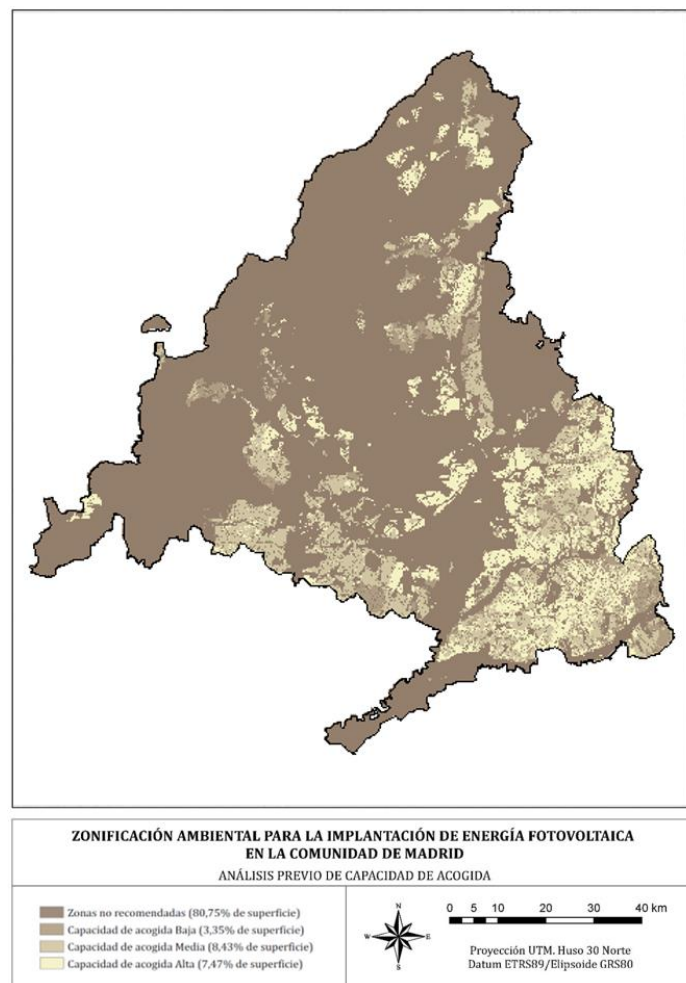 ZONIFICACIÓN AMBIENTAL PARA LA IMPLANTACIÓN DE ENERGÍA FOTOVOLTAICA
EN LA COMUNIDAD DE MADRID
ANÁLISIS PREVIO DE CAPACIDAD DE ACOGIDA
Zonas no recomendadas (80,75% de superficie)
Capacidad de acogida Baja (3,35% de superficie)
Capacidad de acogida Media (8,43% de superficie)
Capacidad de acogida Alta (7,47% de superficie)
N
W E
S
0 5 10 20 30 40 km
Proyección UTM. Huso 30 Norte
Datum ETRS89/Elipsoide GRS80